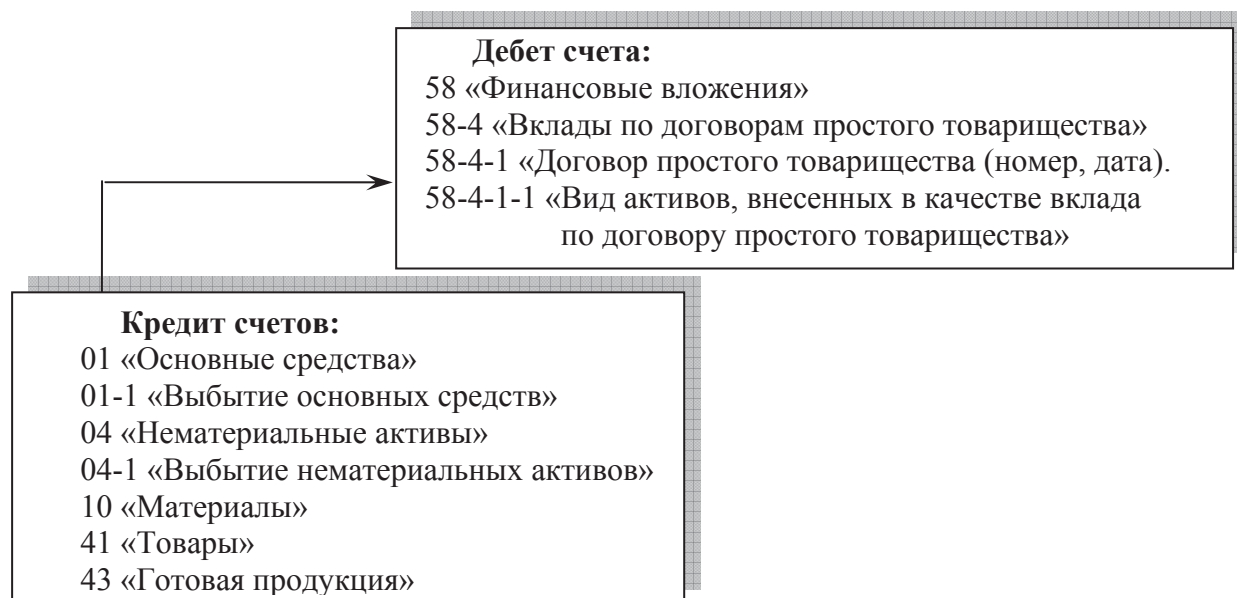 Дебет счета:
58 «Финансовые вложения»
58-4 «Вклады по договорам простого товарищества»
58-4-1 «Договор простого товарищества (номер, дата).
58-4-1-1 «Вид активов, внесенных в качестве вклада
по договору простого товарищества»
Кредит счетов:
01 «Основные средства»
01-1 «Выбытие основных средств»
04 «Нематериальные активы»
04-1 «Выбытие нематериальных активов»
10 «Материалы»
41 «Товары»
43 «Готовая продукция»